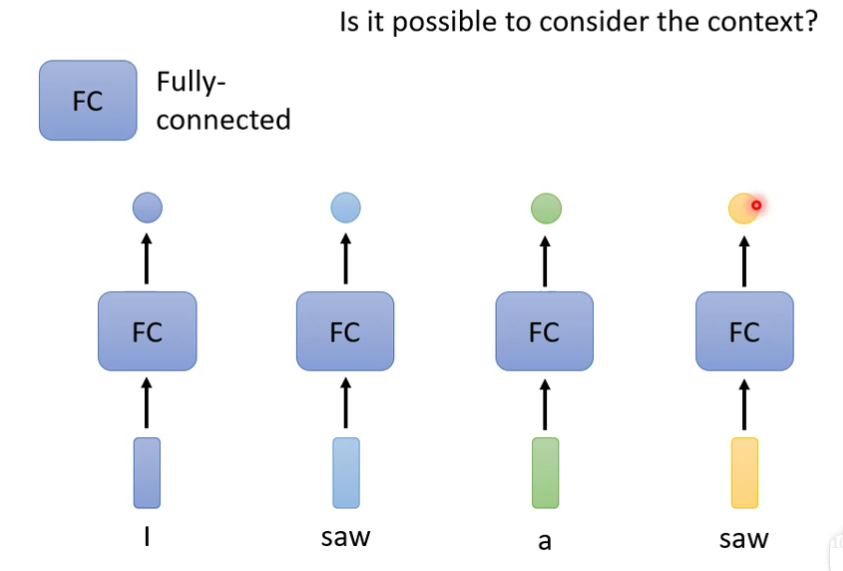 Is it possible to consider the context?
FC
Fully-
connected
FC FC FC FC
I saw a saw